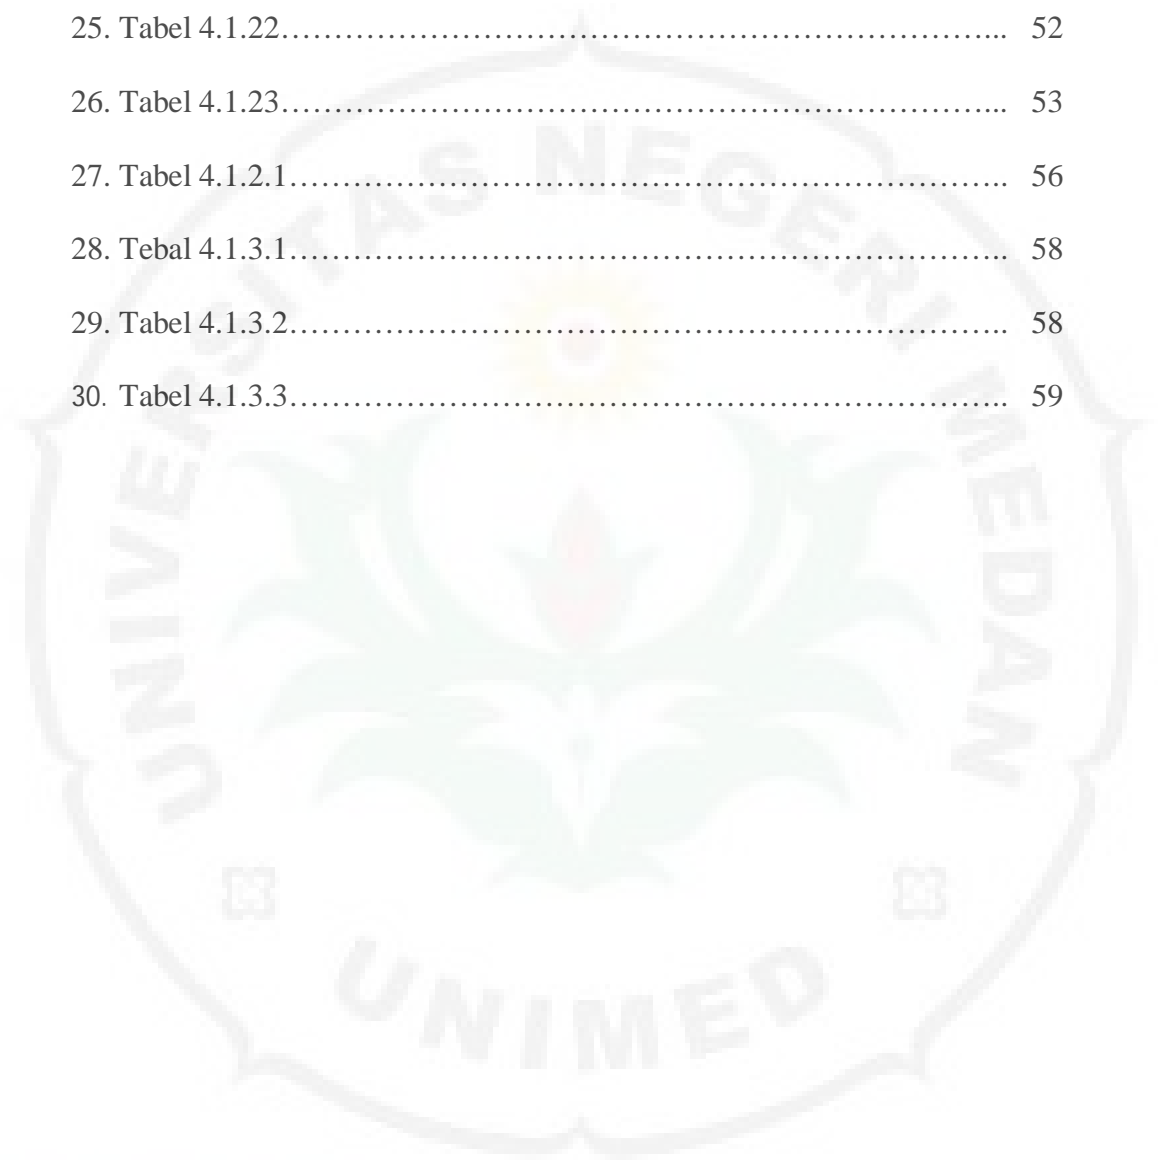 25. Tabel 4.1.22……………………………………………………………………... 52
26. Tabel 4.1.23……………………………………………………………………... 53
27. Tabel 4.1.2.1…………………………………………………………………….. 56
28. Tebal 4.1.3.1…………………………………………………………………….. 58
29. Tabel 4.1.3.2…………………………………………………………………….. 58
30. Tabel 4.1.3.3…………………………………………………………………….. 59
UNIVERSITAS NEGERI MEDAN
UNIMED